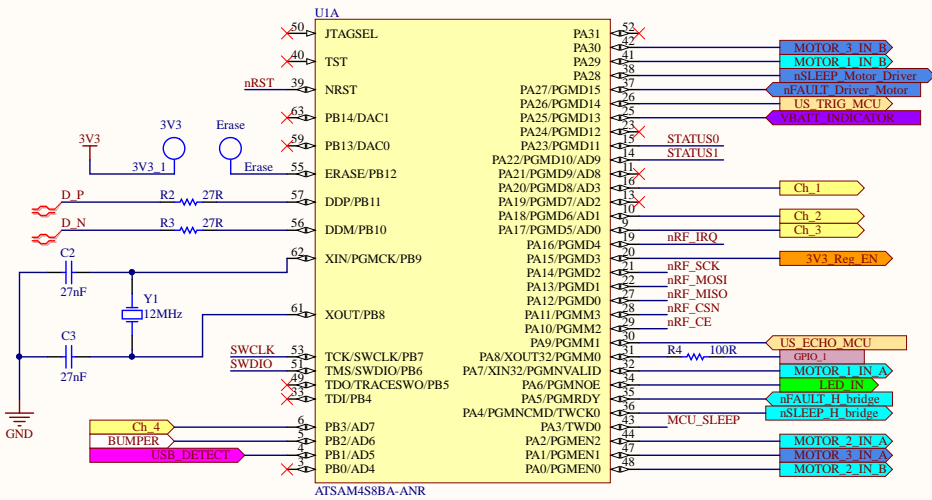 U1A
50 JTAGSEL PA31 52
PA30 42 MOTOR_3_IN_B
40 TST PA29 41 MOTOR_1_IN_B
PA28 38 nSLEEP_Motor_Driver
nRST 39 NRST PA27/PGMD15 37 nFAULT_Driver_Motor
PA26/PGMD14 26 US_TRIG_MCU
63 PB14/DAC1 PA25/PGMD13 25 VBATT_INDICATOR
3V3 Erase PA24/PGMD12 23
3V3 59 PB13/DAC0 PA23/PGMD11 15 STATUS0
PA22/PGMD10/AD9 14 STATUS1
3V3_1 Erase 55 ERASE/PB12 PA21/PGMD9/AD8 11
PA20/PGMD8/AD3 16 Ch_1
D_P R2 27R 57 DDP/PB11 PA19/PGMD7/AD2 13
PA18/PGMD6/AD1 10 Ch_2
D_N R3 27R 56 DDM/PB10 PA17/PGMD5/AD0 9 Ch_3
PA16/PGMD4 19 nRF_IRQ
C2 62 XIN/PGMCK/PB9 PA15/PGMD3 20 3V3_Reg_EN
PA14/PGMD2 21 nRF_SCK
27nF PA13/PGMD1 22 nRF_MOSI
Y1 PA12/PGMD0 27 nRF_MISO
12MHz 61 XOUT/PB8 PA11/PGMM3 28 nRF_CSN
PA10/PGMM2 29 nRF_CE
C3 PA9/PGMM1 30 US_ECHO_MCU
SWCLK 53 TCK/SWCLK/PB7 PA8/XOUT32/PGMM0 31 R4 100R GPIO_1
27nF SWDIO 51 TMS/SWDIO/PB6 PA7/XIN32/PGMNVALID 32 MOTOR_1_IN_A
49 TDO/TRACESWO/PB5 PA6/PGMNOE 34 LED_IN
33 TDI/PB4 PA5/PGMRDY 35 nFAULT_H_bridge
PA4/PGMNCMD/TWCK0 36 nSLEEP_H_bridge
GND Ch_4 6 PB3/AD7 PA3/TWD0 43 MCU_SLEEP
BUMPER 5 PB2/AD6 PA2/PGMEN2 44 MOTOR_2_IN_A
USB_DETECT 4 PB1/AD5 PA1/PGMEN1 47 MOTOR_3_IN_A
3 PB0/AD4 PA0/PGMEN0 48 MOTOR_2_IN_B
ATSAM4S8BA-ANR